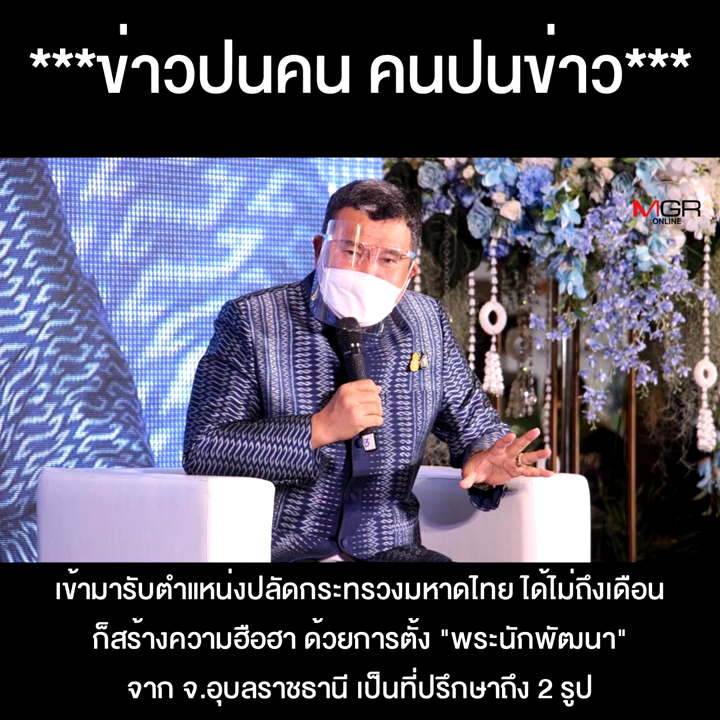 ***ข่าวปนคน คนปนข่าว***
MGR
ONLINE
เข้ามารับตำแหน่งปลัดกระทรวงมหาดไทย ได้ไม่ถึงเดือน
ก็สร้างความฮือฮา ด้วยการตั้ง "พระนักพัฒนา"
จาก จ.อุบลราชธานี เป็นที่ปรึกษาถึง 2 รูป